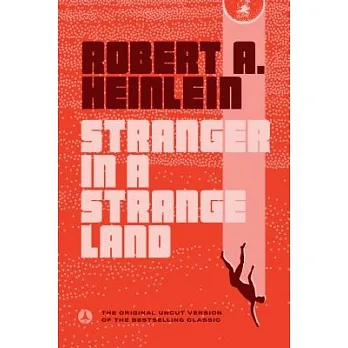 ROBERT A.
HEINLEIN
STRANGER
IN A
STRANGE
LAND
THE ORIGINAL UNCUT VERSION
OF THE BESTSELLING CLASSIC